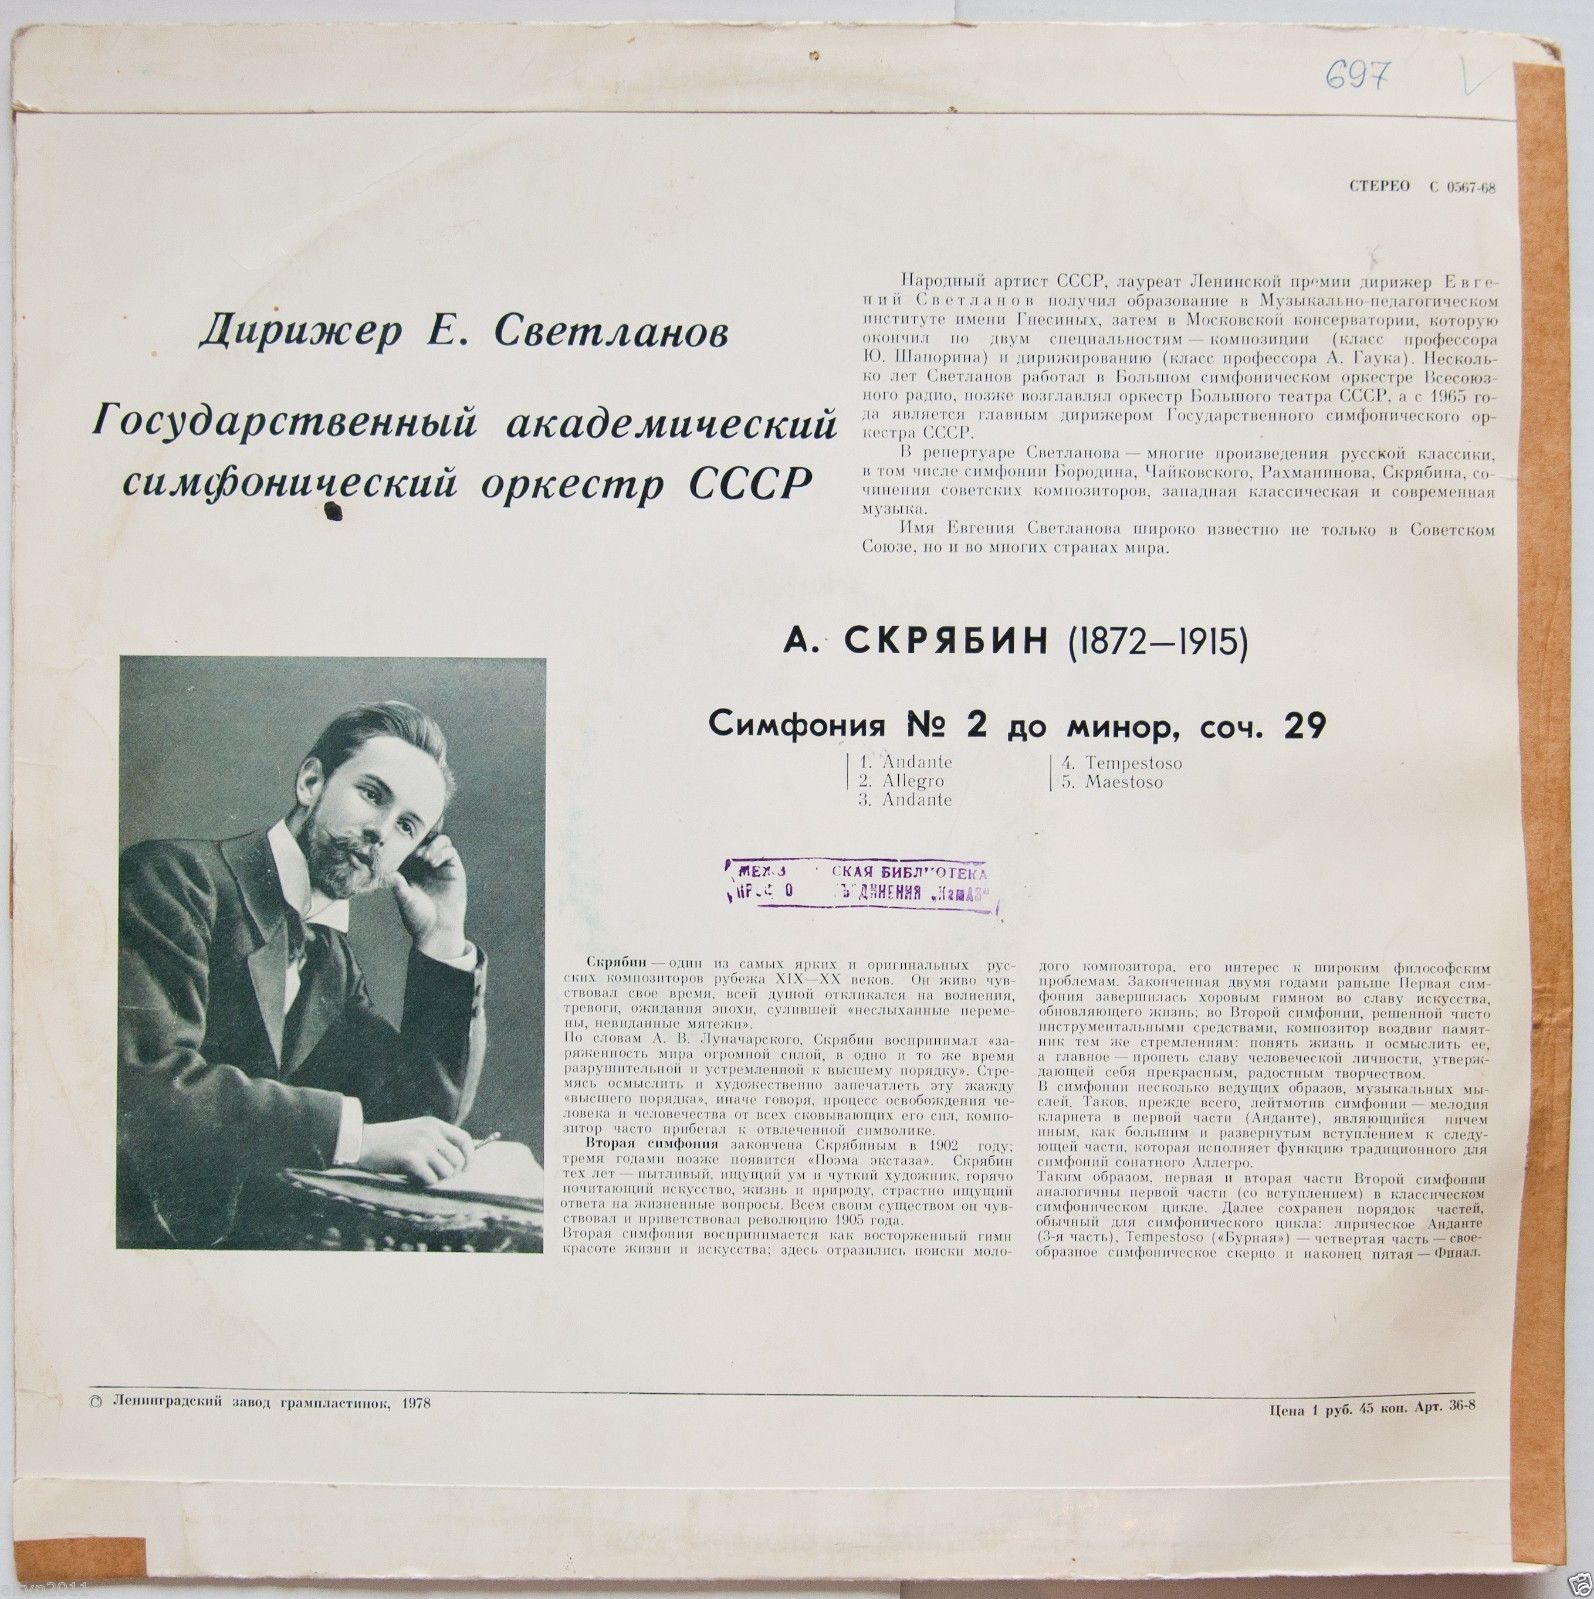 697
СТЕРЕО С 0567-68
Дирижер Е. Светланов
Государственный академический
симфонический оркестр СССР
Народный артист СССР, лауреат Ленинской премии дирижер Евге-
ний Светланов получил образование в Музыкально-педагогическом
институте имени Гнесиных, затем в Московской консерватории, которую
окончил по двум специальностям — композиции (класс профессора
Ю. Шапорина) и дирижированию (класс профессора А. Гаука). Несколь-
ко лет Светланов работал в Большом симфоническом оркестре Всесоюз-
ного радио, позже возглавлял оркестр Большого театра СССР, а с 1965 го-
да является главным дирижером Государственного симфонического ор-
кестра СССР.
В репертуаре Светланова — многие произведения русской классики,
в том числе симфонии Бородина, Чайковского, Рахманинова, Скрябина, со-
чинения советских композиторов, западная классическая и современная
музыка.
Имя Евгения Светланова широко известно не только в Советском
Союзе, но и во многих странах мира.
А. СКРЯБИН (1872—1915)
Симфония № 2 до минор, соч. 29
1. Andante
2. Allegro
3. Andante
4. Tempestoso
5. Maestoso
СКАЯ БИБЛИОТЕКА
ДИНЕНИЯ „КамАЗ“
Скрябин — один из самых ярких и оригинальных рус-
ских композиторов рубежа XIX—XX веков. Он живо чув-
ствовал свое время, всей душой откликался на волнения,
тревоги, ожидания эпохи, сулившей «неслыханные переме-
ны, невиданные мятежи».
По словам А. В. Луначарского, Скрябин воспринимал «за-
ряженность мира огромной силой, в одно и то же время
разрушительной и устремленной к высшему порядку». Стре-
мясь осмыслить и художественно запечатлеть эту жажду
«высшего порядка», иначе говоря, процесс освобождения че-
ловека и человечества от всех сковывающих его сил, компо-
зитор часто прибегал к отвлеченной символике.
Вторая симфония закончена Скрябиным в 1902 году;
тремя годами позже появится «Поэма экстаза». Скрябин
тех лет — пытливый, ищущий ум и чуткий художник, горячо
почитающий искусство, жизнь и природу, страстно ищущий
ответа на жизненные вопросы. Всем своим существом он чув-
ствовал и приветствовал революцию 1905 года.
Вторая симфония воспринимается как восторженный гимн
красоте жизни и искусства; здесь отразились поиски моло-
дого композитора, его интерес к широким философским
проблемам. Законченная двумя годами раньше Первая сим-
фония завершилась хоровым гимном во славу искусства,
обновляющего жизнь; во Второй симфонии, решенной чисто
инструментальными средствами, композитор воздвиг памят-
ник тем же стремлениям: понять жизнь и осмыслить ее,
а главное — пропеть славу человеческой личности, утверж-
дающей себя прекрасным, радостным творчеством.
В симфонии несколько ведущих образов, музыкальных мы-
слей. Таков, прежде всего, лейтмотив симфонии — мелодия
кларнета в первой части (Анданте), являющийся ничем
иным, как большим и развернутым вступлением к следу-
ющей части, которая исполняет функцию традиционного для
симфоний сонатного Аллегро.
Таким образом, первая и вторая части Второй симфонии
аналогичны первой части (со вступлением) в классическом
симфоническом цикле. Далее сохранен порядок частей,
обычный для симфонического цикла: лирическое Анданте
(3-я часть), Tempestoso («Бурная») — четвертая часть — свое-
образное симфоническое скерцо и наконец пятая — Финал.
© Ленинградский завод грампластинок, 1978
Цена 1 руб. 45 коп. Арт. 36-8